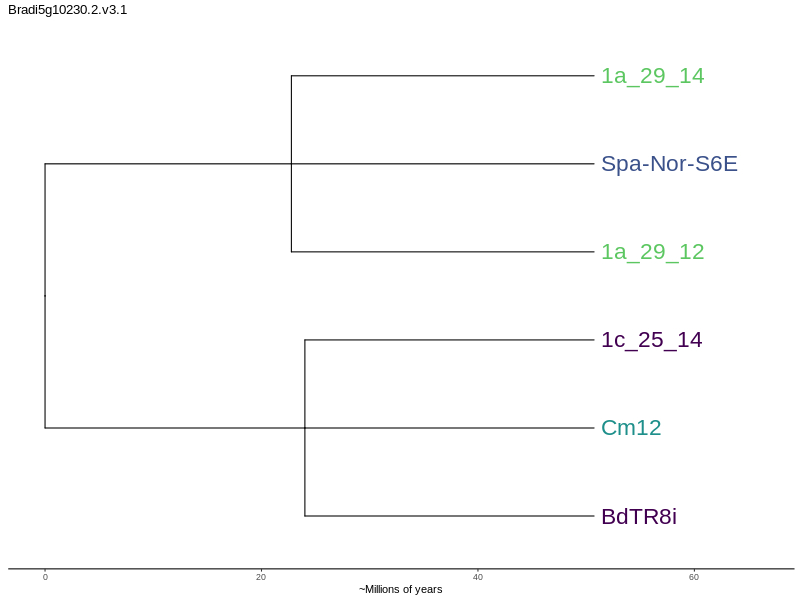 Bradi5g10230.2.v3.1
1a_29_14
Spa-Nor-S6E
1a_29_12
1c_25_14
Cm12
BdTR8i
0 20 40 60
~Millions of years